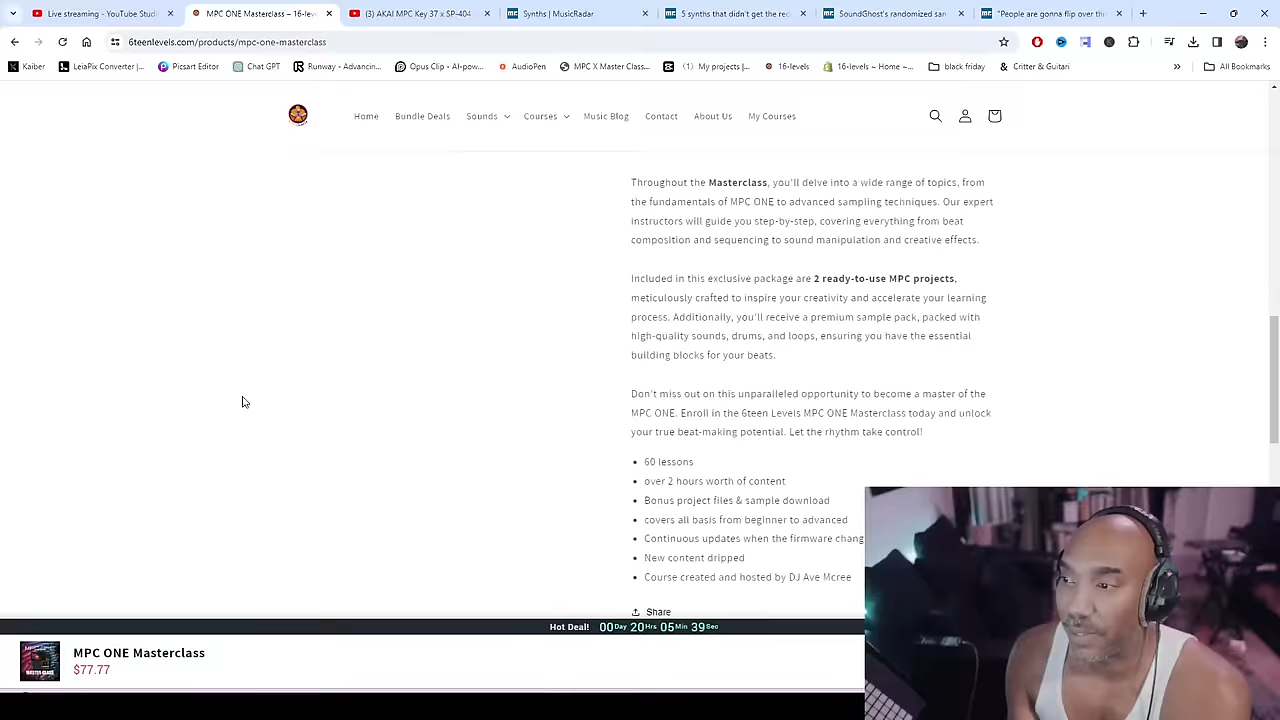 Live streaming - YouTube Studi
MPC ONE Masterclass – 16-leve
(3) AKAI MPC Key 37 x SP-4
Synths | MusicRadar
5 synths that don't get the re
SoundGhost's randomized sa
"People are gonna flip over th
6teenlevels.com/products/mpc-one-masterclass
Kaiber
LeiaPix Converter |...
Picsart Editor
Chat GPT
Runway - Advancin...
Opus Clip • AI-pow...
AudioPen
MPC X Master Class...
(1) My projects |...
16-levels
16-levels ~ Home ~...
black friday
Critter & Guitari
All Bookmarks
Home
Bundle Deals
Sounds
Courses
Music Blog
Contact
About Us
My Courses
Throughout the Masterclass, you'll delve into a wide range of topics, from
the fundamentals of MPC ONE to advanced sampling techniques. Our expert
instructors will guide you step-by-step, covering everything from beat
composition and sequencing to sound manipulation and creative effects.
Included in this exclusive package are 2 ready-to-use MPC projects,
meticulously crafted to inspire your creativity and accelerate your learning
process. Additionally, you'll receive a premium sample pack, packed with
high-quality sounds, drums, and loops, ensuring you have the essential
building blocks for your beats.
Don't miss out on this unparalleled opportunity to become a master of the
MPC ONE. Enroll in the 6teen Levels MPC ONE Masterclass today and unlock
your true beat-making potential. Let the rhythm take control!
• 60 lessons
• over 2 hours worth of content
• Bonus project files & sample download
• covers all basis from beginner to advanced
• Continuous updates when the firmware chang
• New content dripped
• Course created and hosted by DJ Ave Mcree
Share
Hot Deal! 00 Day 20 Hrs 05 Min 39 Sec
MPC ONE Masterclass
$77.77
MASTER CLASS